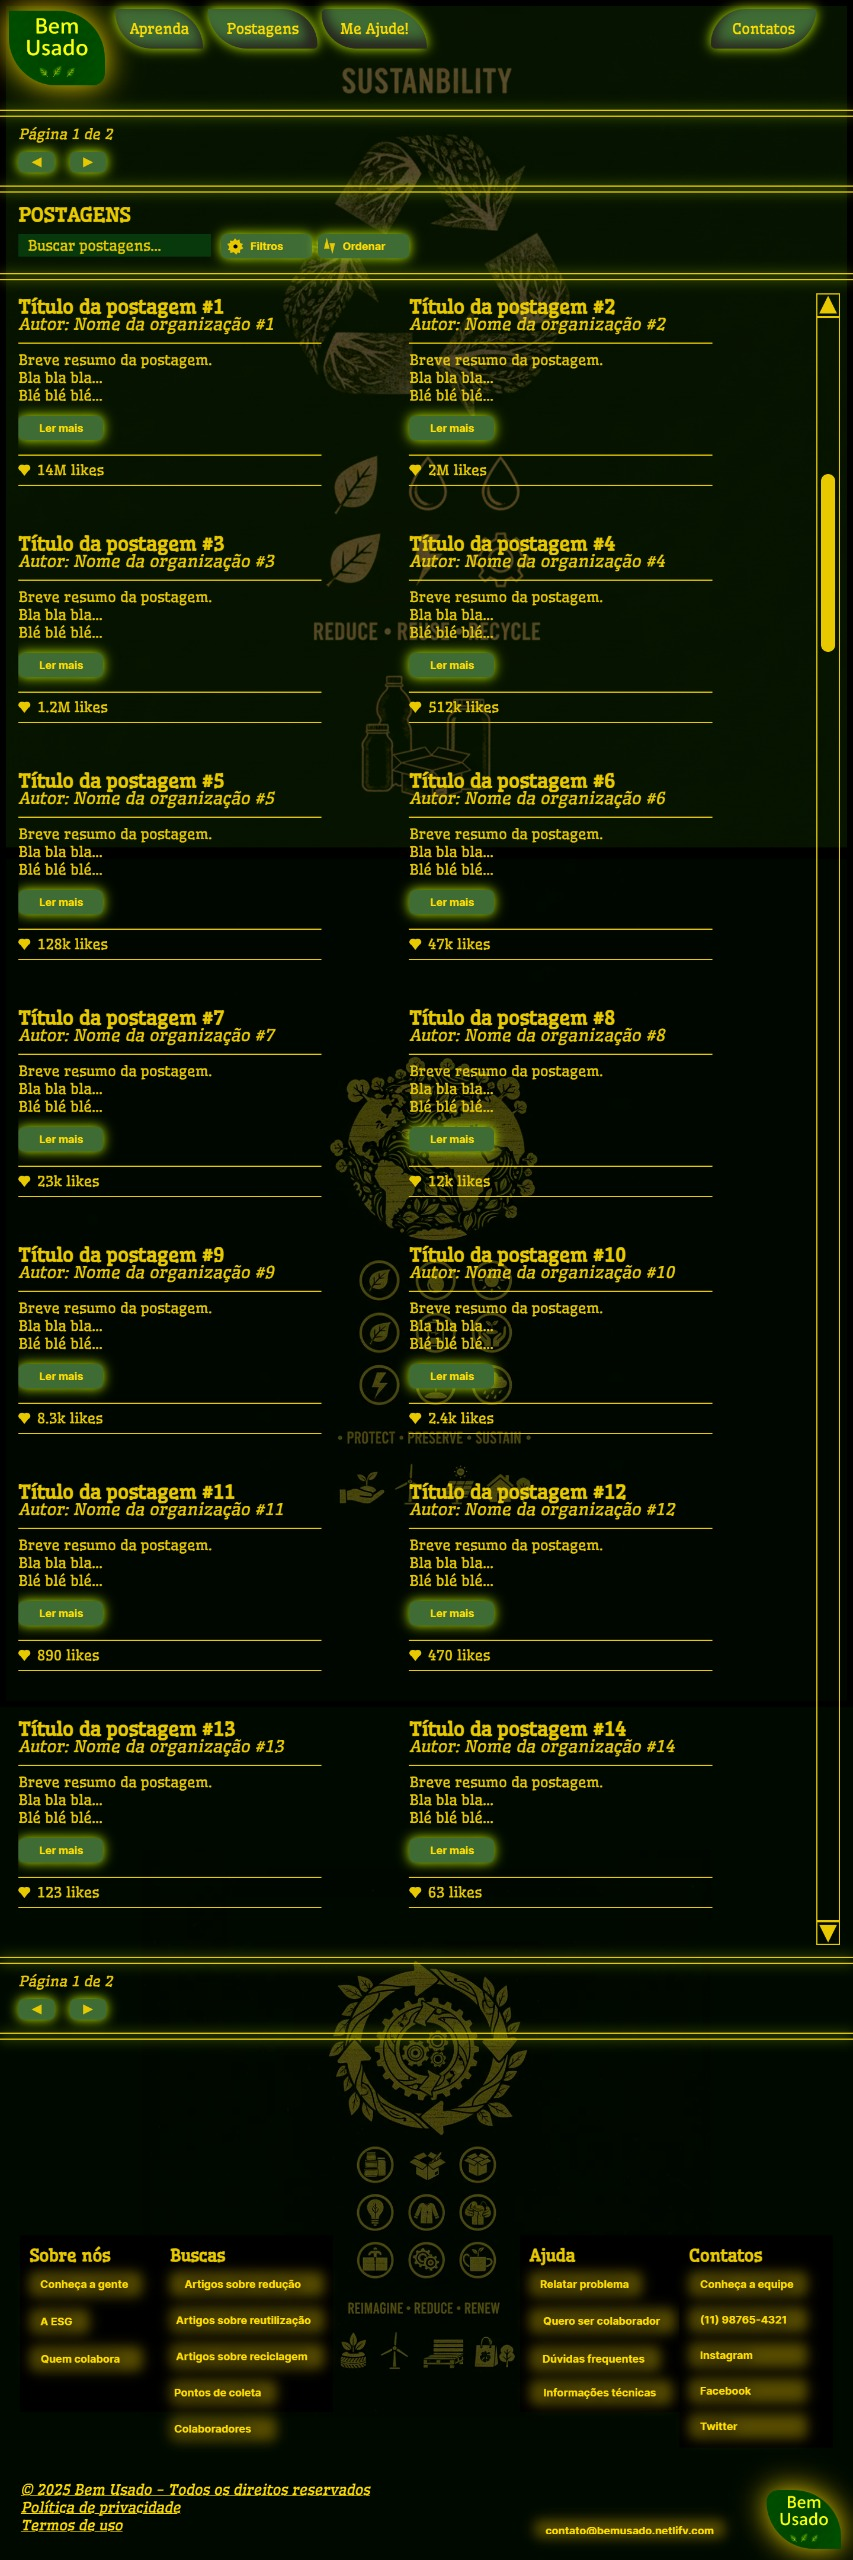 Bem
Usado
Aprenda
Postagens
Me Ajude!
Contatos
SUSTANBILITY
Página 1 de 2
POSTAGENS
Buscar postagens...
Filtros
Ordenar
Título da postagem #1
Autor: Nome da organização #1
Breve resumo da postagem.
Bla bla bla...
Blé blé blé...
Ler mais
14M likes
Título da postagem #2
Autor: Nome da organização #2
Breve resumo da postagem.
Bla bla bla...
Blé blé blé...
Ler mais
2M likes
Título da postagem #3
Autor: Nome da organização #3
Breve resumo da postagem.
Bla bla bla...
Blé blé blé...
Ler mais
1.2M likes
Título da postagem #4
Autor: Nome da organização #4
Breve resumo da postagem.
Bla bla bla...
Blé blé blé...
Ler mais
512k likes
REDUCE • REUSE • RECYCLE
Título da postagem #5
Autor: Nome da organização #5
Breve resumo da postagem.
Bla bla bla...
Blé blé blé...
Ler mais
128k likes
Título da postagem #6
Autor: Nome da organização #6
Breve resumo da postagem.
Bla bla bla...
Blé blé blé...
Ler mais
47k likes
Título da postagem #7
Autor: Nome da organização #7
Breve resumo da postagem.
Bla bla bla...
Blé blé blé...
Ler mais
23k likes
Título da postagem #8
Autor: Nome da organização #8
Breve resumo da postagem.
Bla bla bla...
Blé blé blé...
Ler mais
12k likes
Título da postagem #9
Autor: Nome da organização #9
Breve resumo da postagem.
Bla bla bla...
Blé blé blé...
Ler mais
8.3k likes
Título da postagem #10
Autor: Nome da organização #10
Breve resumo da postagem.
Bla bla bla...
Blé blé blé...
Ler mais
2.4k likes
• PROTECT • PRESERVE • SUSTAIN •
Título da postagem #11
Autor: Nome da organização #11
Breve resumo da postagem.
Bla bla bla...
Blé blé blé...
Ler mais
890 likes
Título da postagem #12
Autor: Nome da organização #12
Breve resumo da postagem.
Bla bla bla...
Blé blé blé...
Ler mais
470 likes
Título da postagem #13
Autor: Nome da organização #13
Breve resumo da postagem.
Bla bla bla...
Blé blé blé...
Ler mais
123 likes
Título da postagem #14
Autor: Nome da organização #14
Breve resumo da postagem.
Bla bla bla...
Blé blé blé...
Ler mais
63 likes
Página 1 de 2
Sobre nós
Conheça a gente
A ESG
Quem colabora
Buscas
Artigos sobre redução
Artigos sobre reutilização
Artigos sobre reciclagem
Pontos de coleta
Colaboradores
REIMAGINE • REDUCE • RENEW
Ajuda
Relatar problema
Quero ser colaborador
Dúvidas frequentes
Informações técnicas
Contatos
Conheça a equipe
(11) 98765-4321
Instagram
Facebook
Twitter
© 2025 Bem Usado - Todos os direitos reservados
Política de privacidade
Termos de uso
contato@bemusado.netlify.com
Bem
Usado